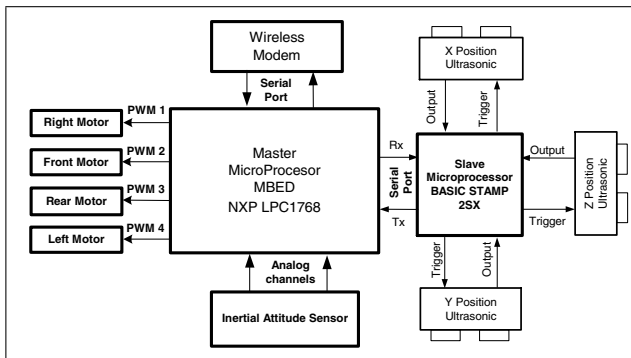 Wireless
Modem
Serial
Port
X Position
Ultrasonic
Output
Trigger
PWM 1
Right Motor
PWM 2
Front Motor
PWM 3
Rear Motor
PWM 4
Left Motor
Master
MicroProcesor
MBED
NXP LPC1768
Rx
Serial
Port
Tx
Slave
Microprocessor
BASIC STAMP
2SX
Output
Trigger
Z Position
Ultrasonic
Trigger
Output
Y Position
Ultrasonic
Analog
channels
Inertial Attitude Sensor